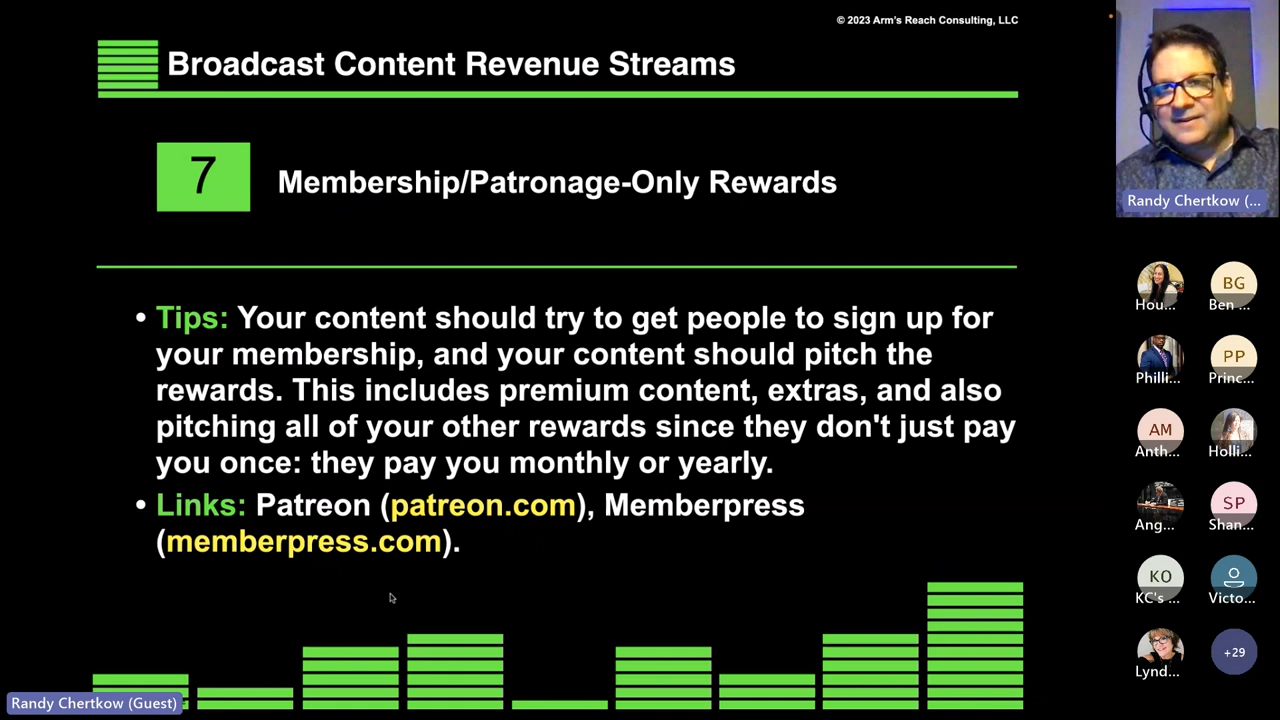 © 2023 Arm's Reach Consulting, LLC
Broadcast Content Revenue Streams
7
Membership/Patronage-Only Rewards
• Tips: Your content should try to get people to sign up for
your membership, and your content should pitch the
rewards. This includes premium content, extras, and also
pitching all of your other rewards since they don't just pay
you once: they pay you monthly or yearly.
• Links: Patreon (patreon.com), Memberpress
(memberpress.com).
Randy Chertkow (Guest)
Randy Chertkow (...
Hou...
BG
Ben ...
Philli...
PP
Princ...
AM
Anth...
Holli...
Ang...
SP
Shan...
KO
KC's ...
Victo...
Lynd...
+29